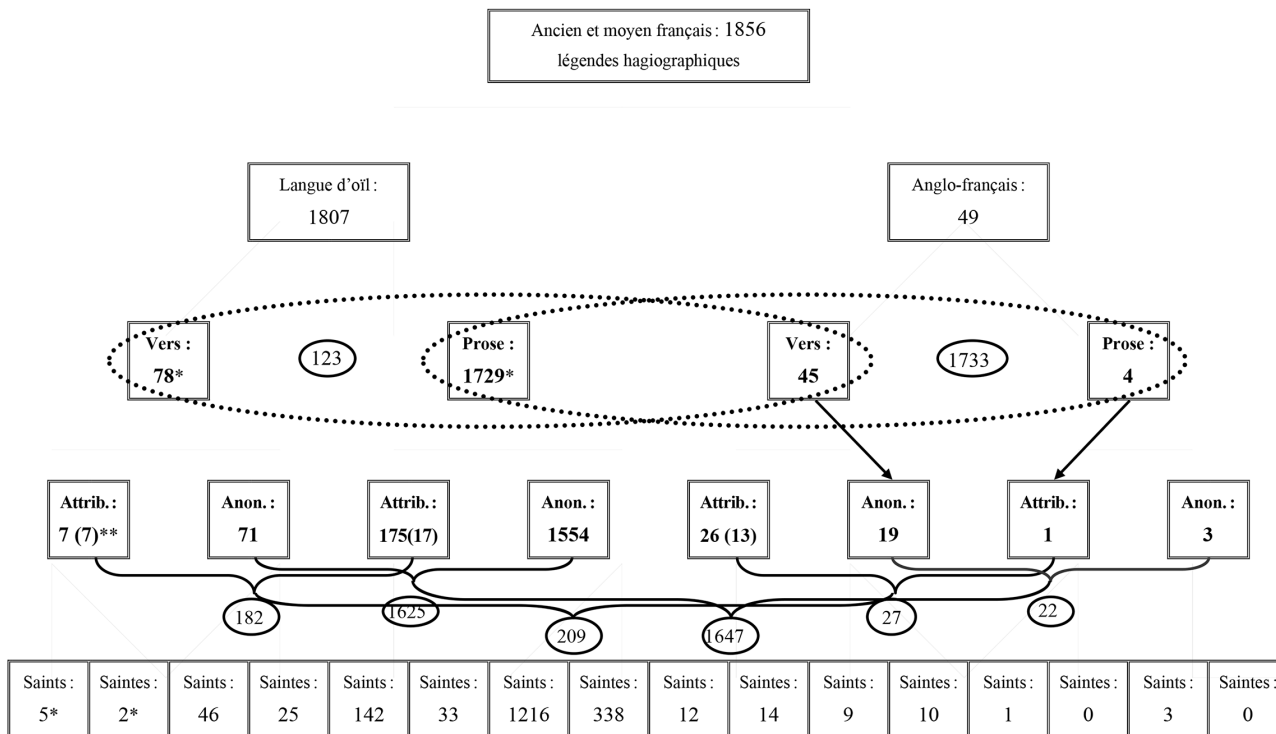 Ancien et moyen français : 1856
légendes hagiographiques
Langue d’oïl :
1807
Anglo-français :
49
Vers :
78*
123
Prose :
1729*
Vers :
45
1733
Prose :
4
Attrib. :
7 (7)**
Anon. :
71
Attrib. :
175(17)
Anon. :
1554
Attrib. :
26 (13)
Anon. :
19
Attrib. :
1
Anon. :
3
182
1625
209
1647
27
22
Saints :
5*
Saintes :
2*
Saints :
46
Saintes :
25
Saints :
142
Saintes :
33
Saints :
1216
Saintes :
338
Saints :
12
Saintes :
14
Saints :
9
Saintes :
10
Saints :
1
Saintes :
0
Saints :
3
Saintes :
0